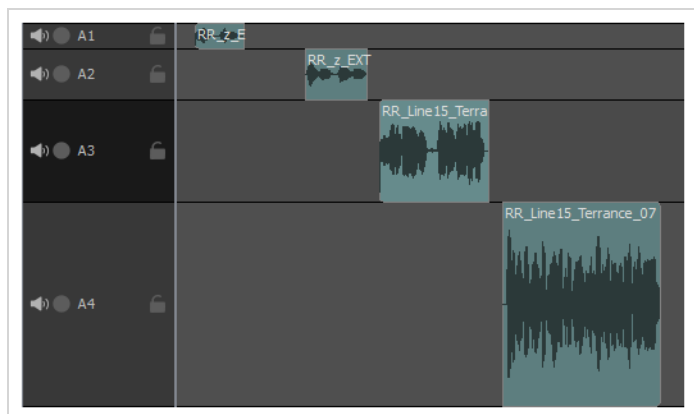 A1
RR_z_E
A2
RR_z_EXT
A3
RR_Line15_Terra
A4
RR_Line15_Terrance_07